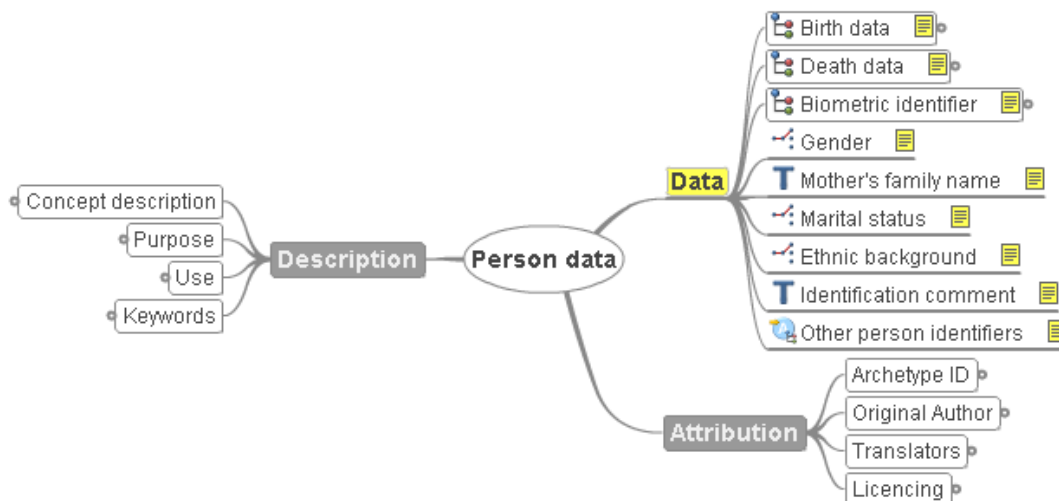 Person data
Description
Concept description
Purpose
Use
Keywords
Data
Birth data
Death data
Biometric identifier
Gender
T Mother's family name
Marital status
Ethnic background
T Identification comment
Other person identifiers
Attribution
Archetype ID
Original Author
Translators
Licencing